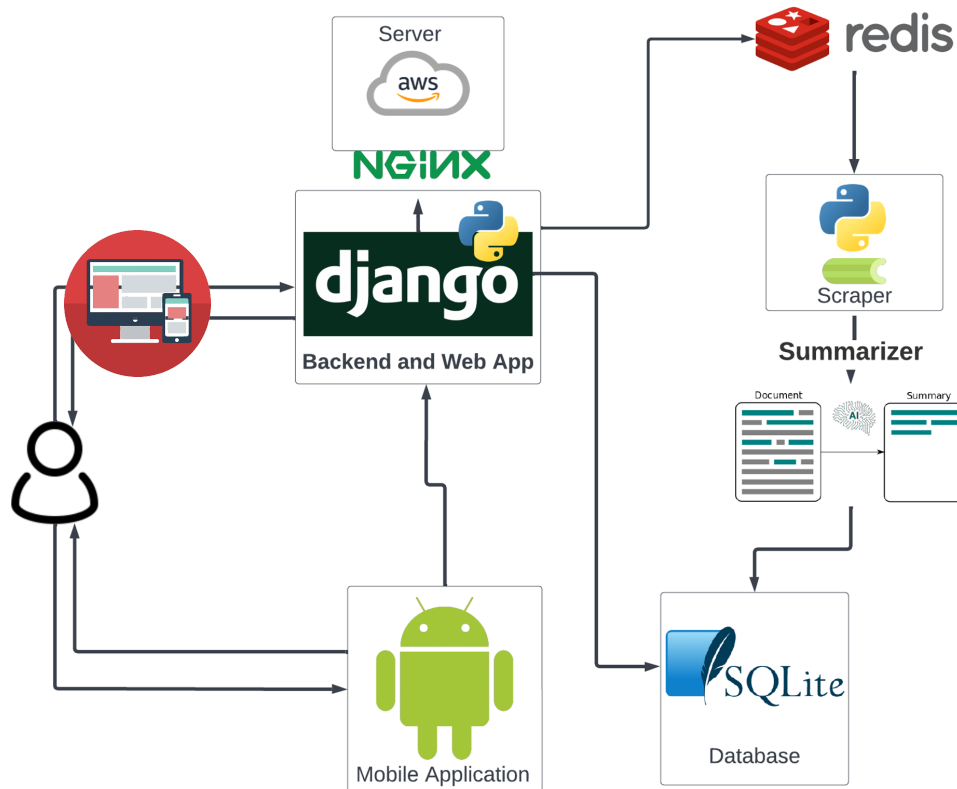 Server
aws
NGINX
redis
django
Backend and Web App
Scraper
Summarizer
Document
AI
Summary
Mobile Application
SQLite
Database